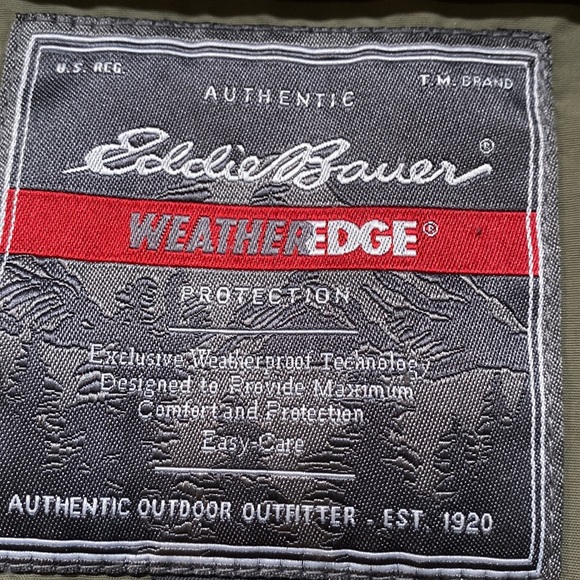 U.S. REG. T.M. BRAND
AUTHENTIC
Eddie Bauer®
WEATHEREDGE®
PROTECTION
Exclusive Weatherproof Technology
Designed to Provide Maximum
Comfort and Protection
Easy-Care
AUTHENTIC OUTDOOR OUTFITTER - EST. 1920